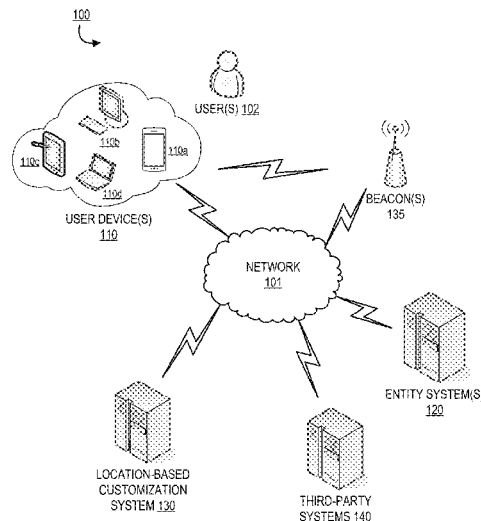 100
USER(S) 102
110b
110c
110a
110d
USER DEVICE(S)
110
BEACON(S)
135
NETWORK
101
ENTITY SYSTEM(S
120
LOCATION-BASED
CUSTOMIZATION
SYSTEM 130
THIRD-PARTY
SYSTEMS 140